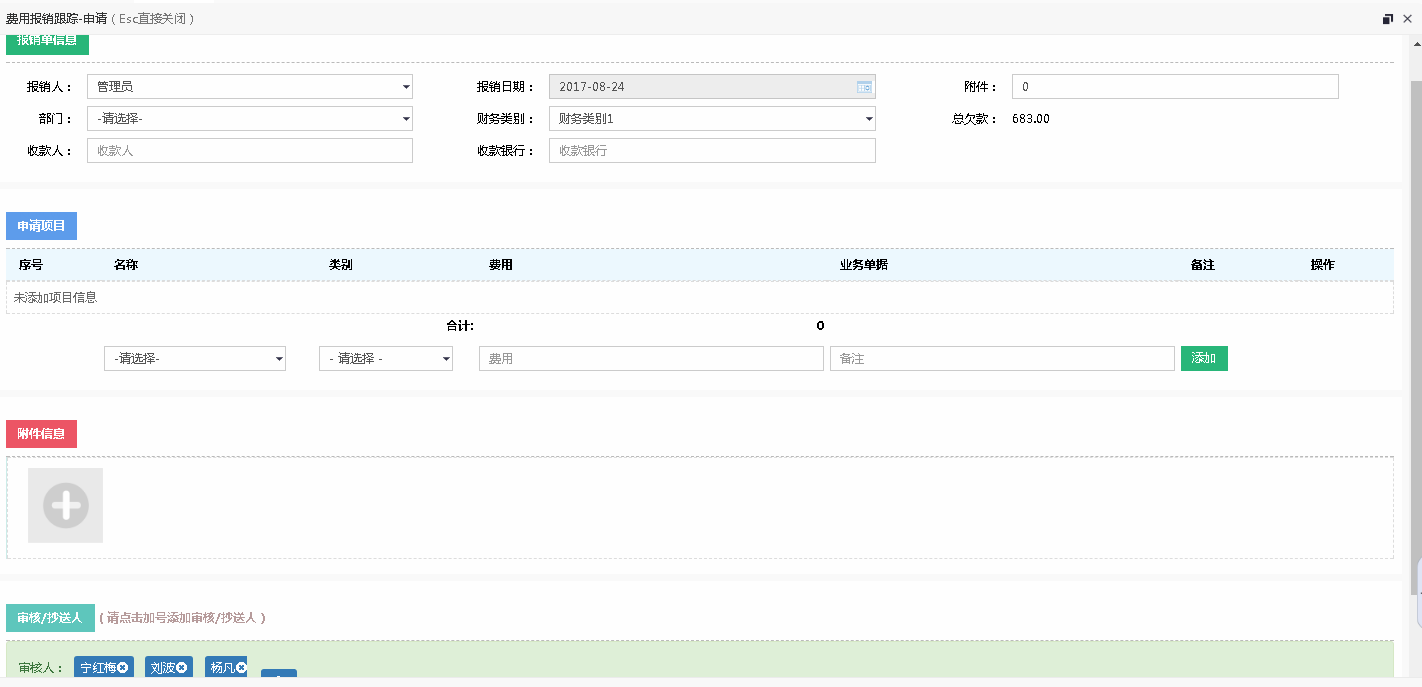 费用报销跟踪-申请（Esc直接关闭）
报销单信息
报销人： 管理员 报销日期： 2017-08-24 附件： 0
部门： -请选择- 财务类别： 财务类别1 总欠款： 683.00
收款人： 收款人 收款银行： 收款银行
申请项目
序号 名称 类别 费用 业务单据 备注 操作
未添加项目信息
合计: 0
-请选择- - 请选择 - 费用 备注 添加
附件信息
审核/抄送人 ( 请点击加号添加审核/抄送人 )
审核人： 宁红梅 刘波 杨凡